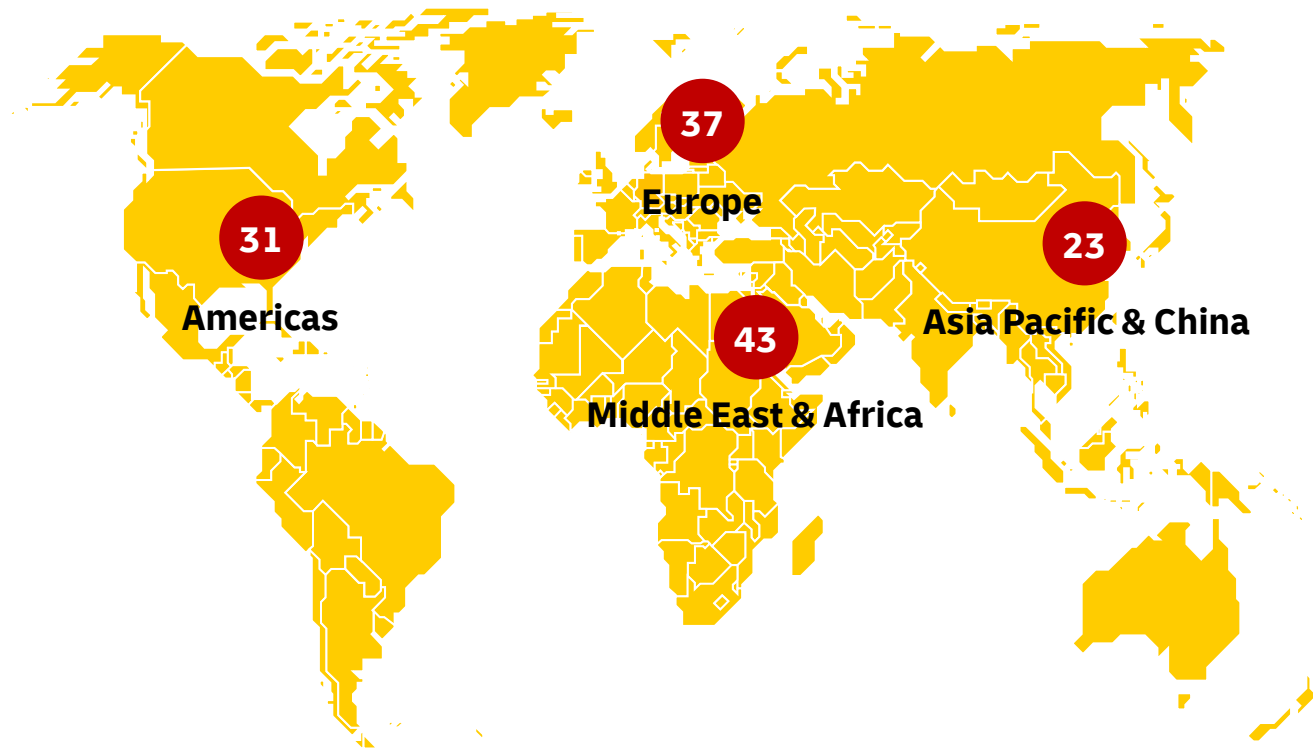 37
Europe
31
Americas
23
Asia Pacific & China
43
Middle East & Africa